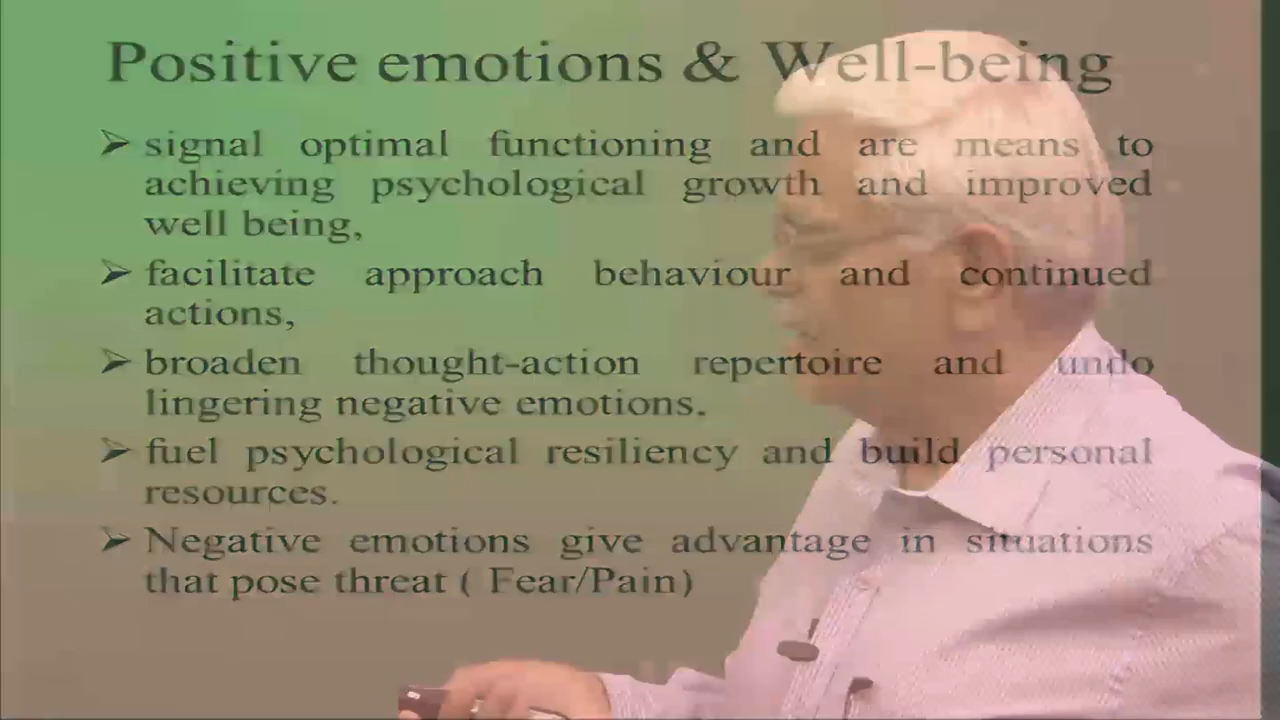 Positive emotions & Well-being
➢ signal optimal functioning and are means to
achieving psychological growth and improved
well being,
➢ facilitate approach behaviour and continued
actions,
➢ broaden thought-action repertoire and undo
lingering negative emotions.
➢ fuel psychological resiliency and build personal
resources.
➢ Negative emotions give advantage in situations
that pose threat ( Fear/Pain)